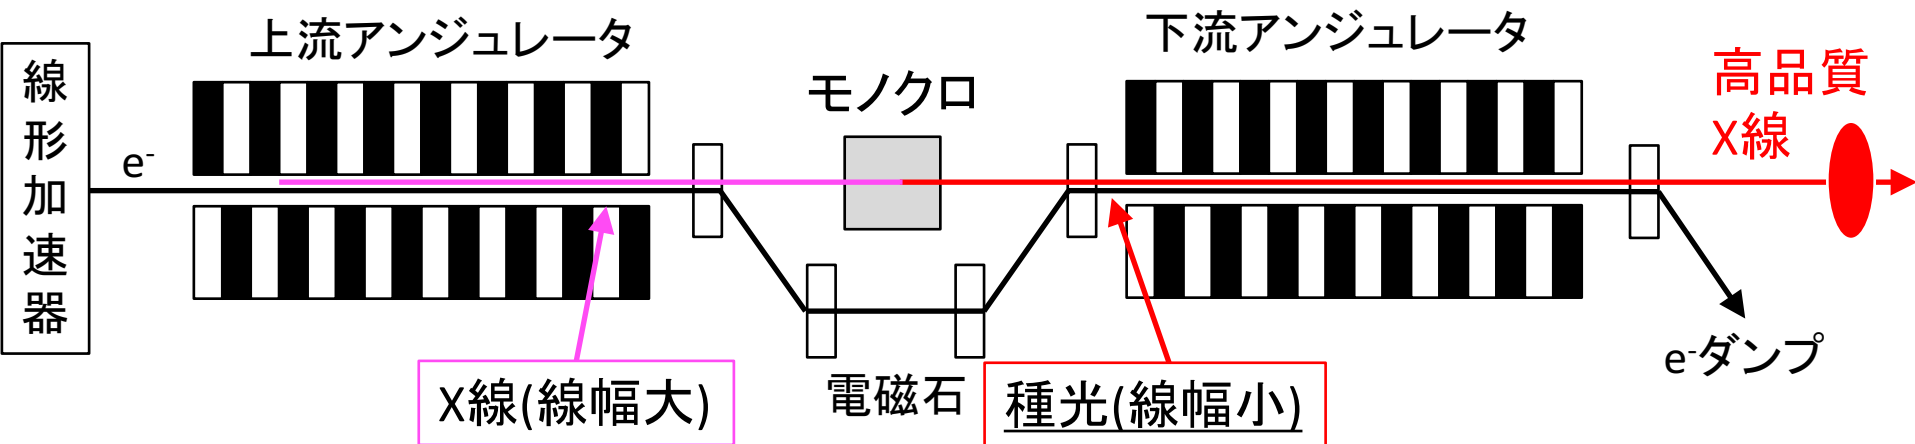 線形加速器
e-
上流アンジュレータ
モノクロ
下流アンジュレータ
高品質
X線
X線(線幅大)
電磁石
種光(線幅小)
e-ダンプ